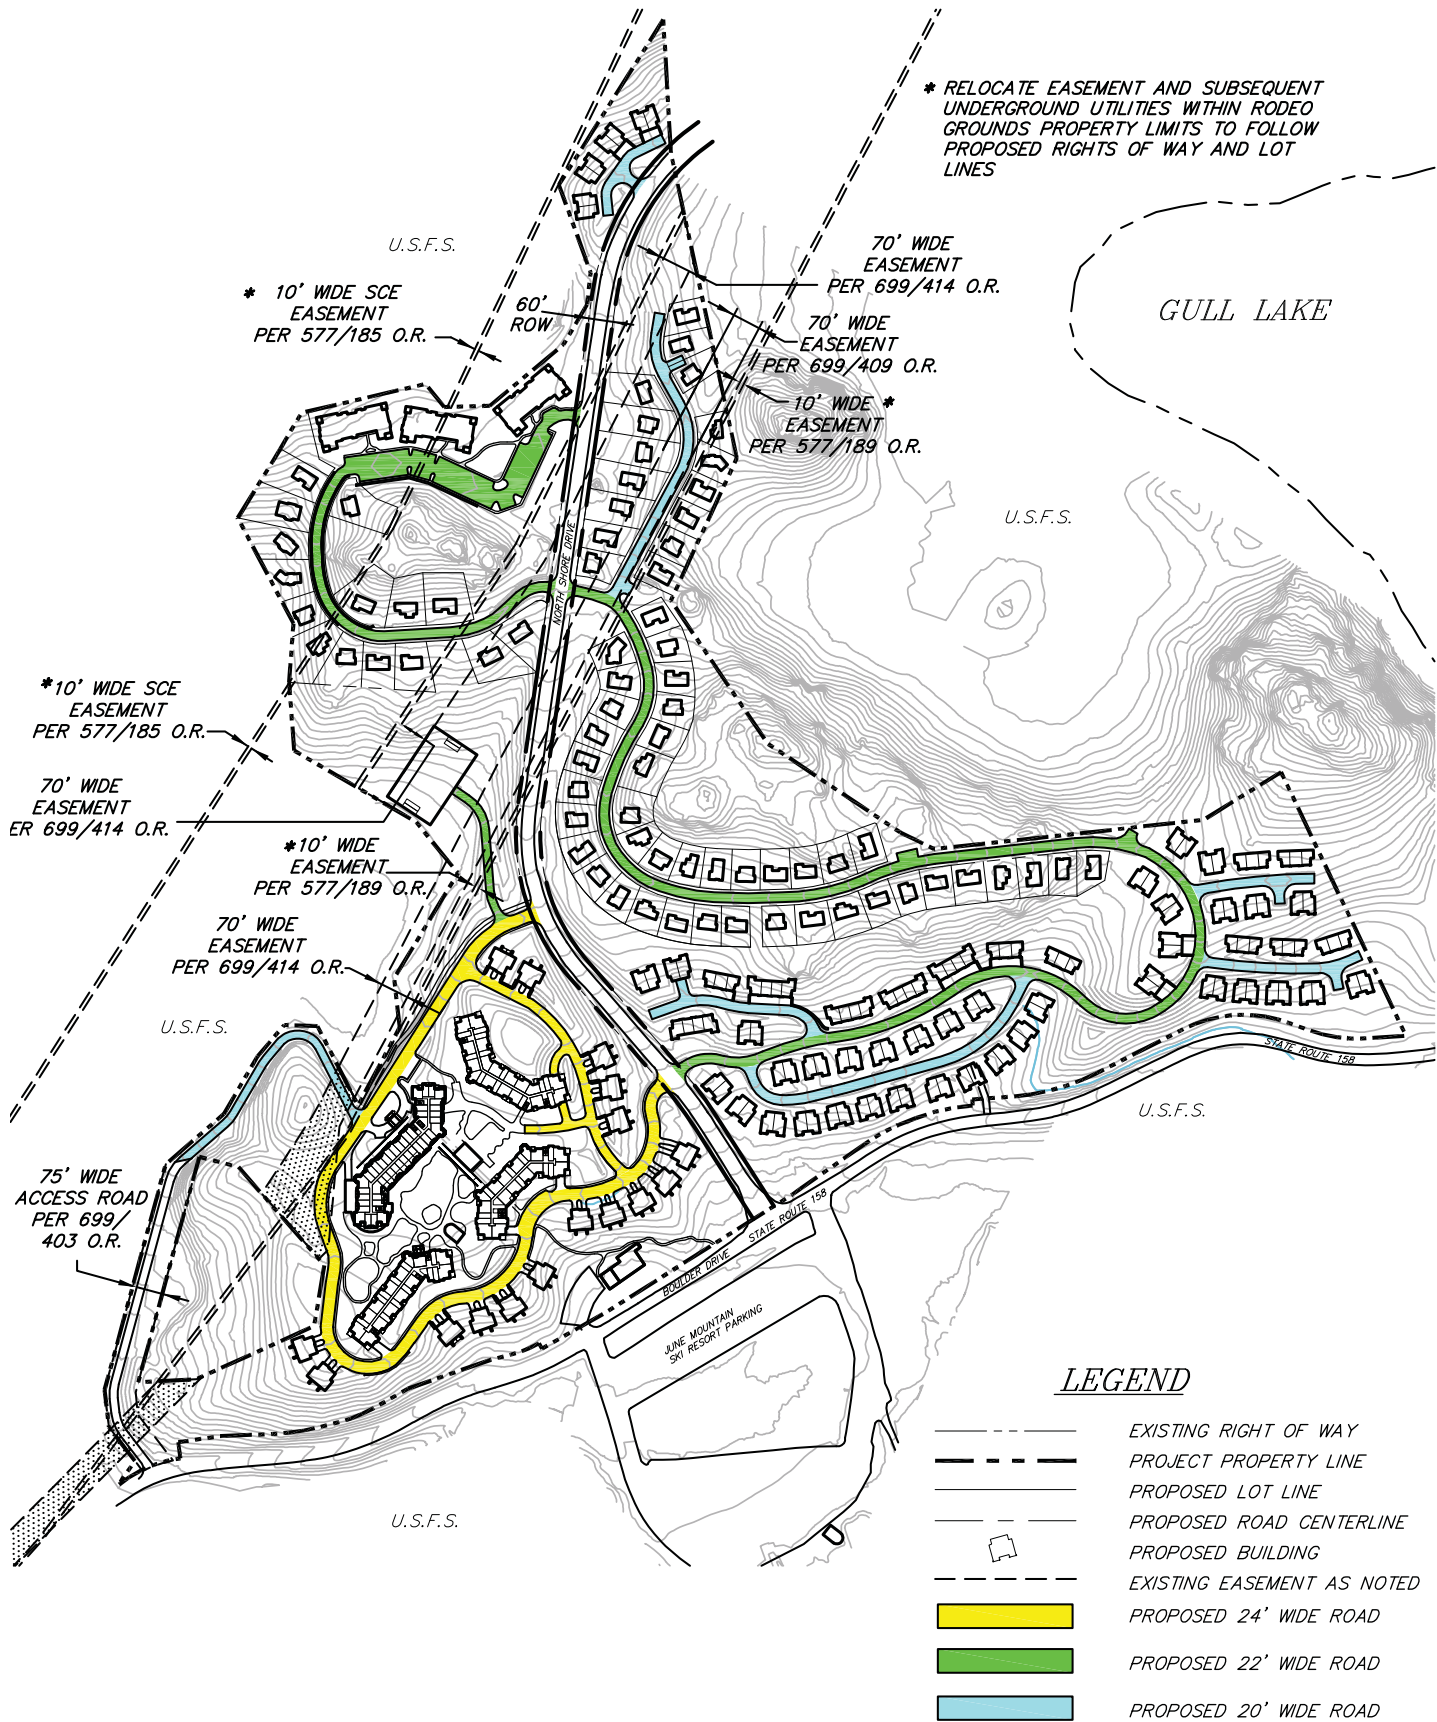 * RELOCATE EASEMENT AND SUBSEQUENT
UNDERGROUND UTILITIES WITHIN RODEO
GROUNDS PROPERTY LIMITS TO FOLLOW
PROPOSED RIGHTS OF WAY AND LOT
LINES
U.S.F.S.
70' WIDE
EASEMENT
PER 699/414 O.R.
* 10' WIDE SCE
EASEMENT
PER 577/185 O.R.
60'
ROW
GULL LAKE
70' WIDE
EASEMENT
PER 699/409 O.R.
10' WIDE *
EASEMENT
PER 577/189 O.R.
U.S.F.S.
NORTH SHORE DRIVE
*10' WIDE SCE
EASEMENT
PER 577/185 O.R.
70' WIDE
EASEMENT
ER 699/414 O.R.
*10' WIDE
EASEMENT
PER 577/189 O.R.
70' WIDE
EASEMENT
PER 699/414 O.R.
U.S.F.S.
STATE ROUTE 158
U.S.F.S.
75' WIDE
ACCESS ROAD
PER 699/
403 O.R.
BOULDER DRIVE
STATE ROUTE 158
JUNE MOUNTAIN
SKI RESORT PARKING
U.S.F.S.
LEGEND
EXISTING RIGHT OF WAY
PROJECT PROPERTY LINE
PROPOSED LOT LINE
PROPOSED ROAD CENTERLINE
PROPOSED BUILDING
EXISTING EASEMENT AS NOTED
PROPOSED 24' WIDE ROAD
PROPOSED 22' WIDE ROAD
PROPOSED 20' WIDE ROAD